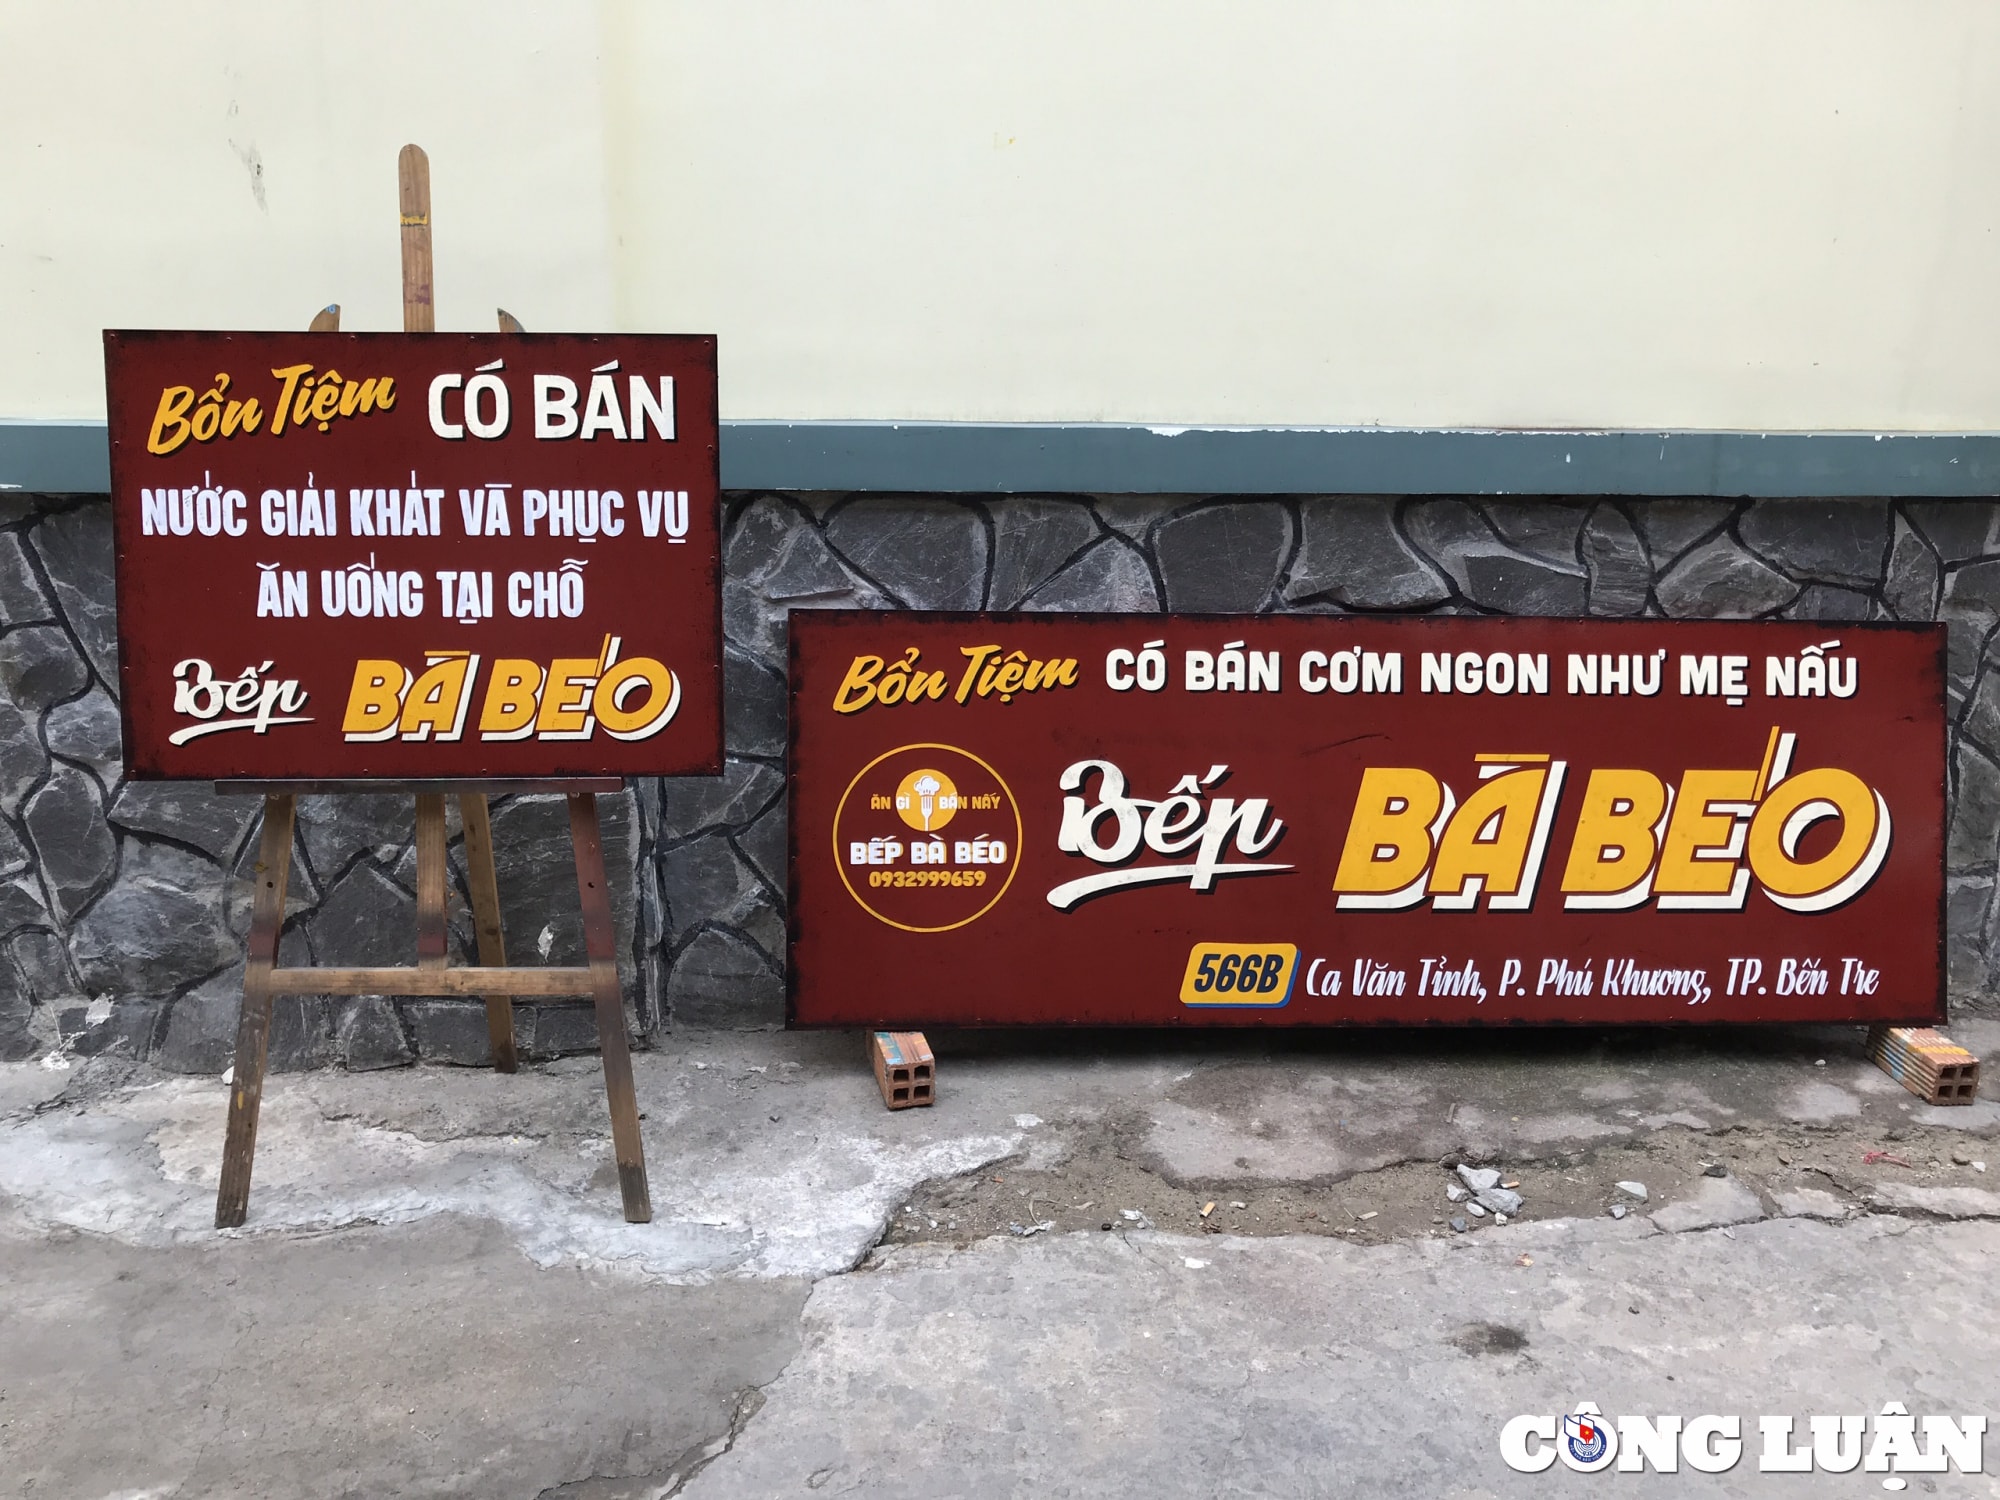 Bổn Tiệm CÓ BÁN
NƯỚC GIẢI KHÁT VÀ PHỤC VỤ
ĂN UỐNG TẠI CHỖ
Bếp BÀ BÉO
Bổn Tiệm CÓ BÁN CƠM NGON NHƯ MẸ NẤU
ĂN GÌ BÁN NẤY
BẾP BÀ BÉO
0932999659
Bếp BÀ BÉO
566B Ca Văn Tỉnh, P. Phú Khương, TP. Bến Tre
CÔNG LUẬN